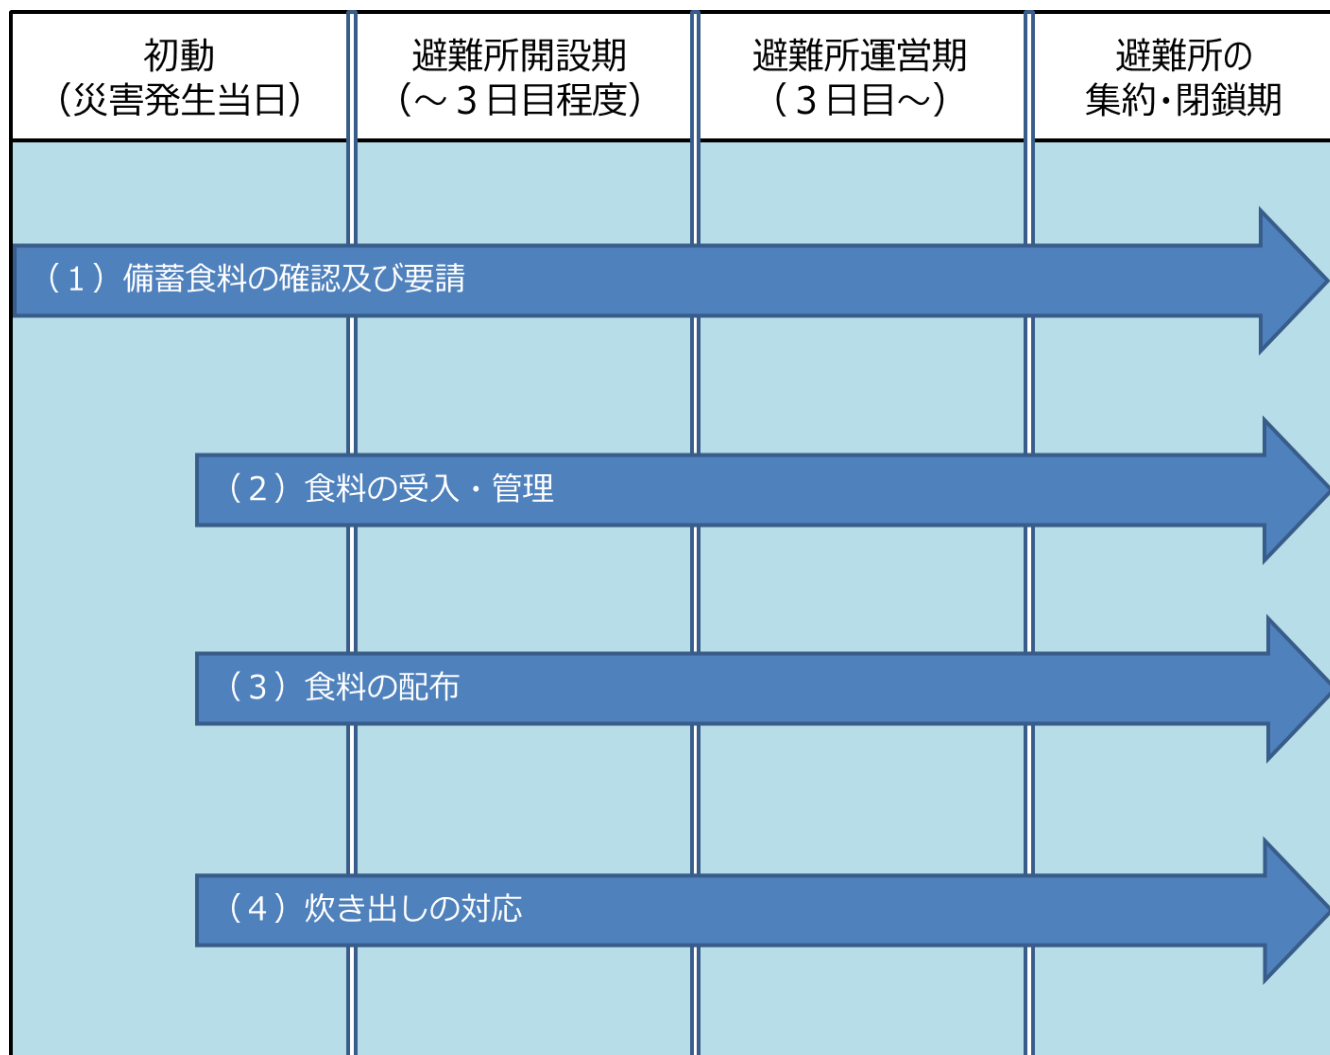 初動
(災害発生当日)
避難所開設期
(～３日目程度)
避難所運営期
(３日目～)
避難所の
集約･閉鎖期
（１）備蓄食料の確認及び要請
（２）食料の受入・管理
（３）食料の配布
（４）炊き出しの対応